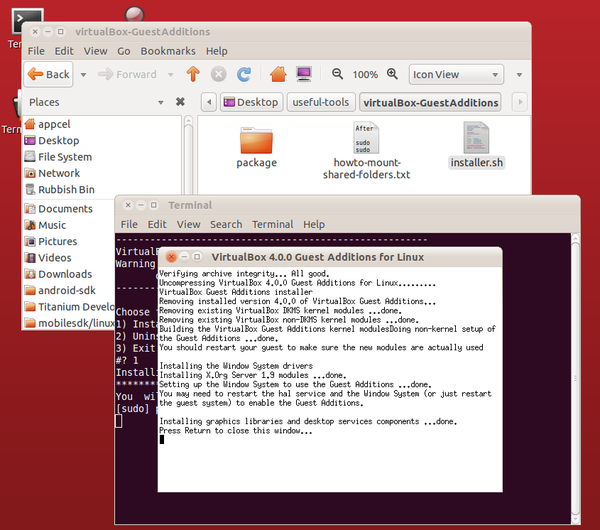 Ter
virtualBox-GuestAdditions
File Edit View Go Bookmarks Help
Back Forward 100% Icon View
Places Desktop useful-tools virtualBox-GuestAdditions
Term
appcel
Desktop
File System
Network
Rubbish Bin
Documents
Music
Pictures
Videos
Downloads
android-sdk
Titanium Develo
mobilesdk/linux
After
sudo
sudo
package
howto-mount-
shared-folders.txt
installer.sh
Terminal
File Edit View Search Terminal Help
--------------------------------------------------------
VirtualB
Warning
------
Choose
1) Insta
2) Unins
3) Exit
#? 1
Installi
********
You wi
[sudo] p
VirtualBox 4.0.0 Guest Additions for Linux
Verifying archive integrity... All good.
Uncompressing VirtualBox 4.0.0 Guest Additions for Linux.........
VirtualBox Guest Additions installer
Removing installed version 4.0.0 of VirtualBox Guest Additions...
Removing existing VirtualBox DKMS kernel modules ...done.
Removing existing VirtualBox non-DKMS kernel modules ...done.
Building the VirtualBox Guest Additions kernel modulesDoing non-kernel setup of
the Guest Additions ...done.
You should restart your guest to make sure the new modules are actually used
Installing the Window System drivers
Installing X.Org Server 1.9 modules ...done.
Setting up the Window System to use the Guest Additions ...done.
You may need to restart the hal service and the Window System (or just restart
the guest system) to enable the Guest Additions.
Installing graphics libraries and desktop services components ...done.
Press Return to close this window...